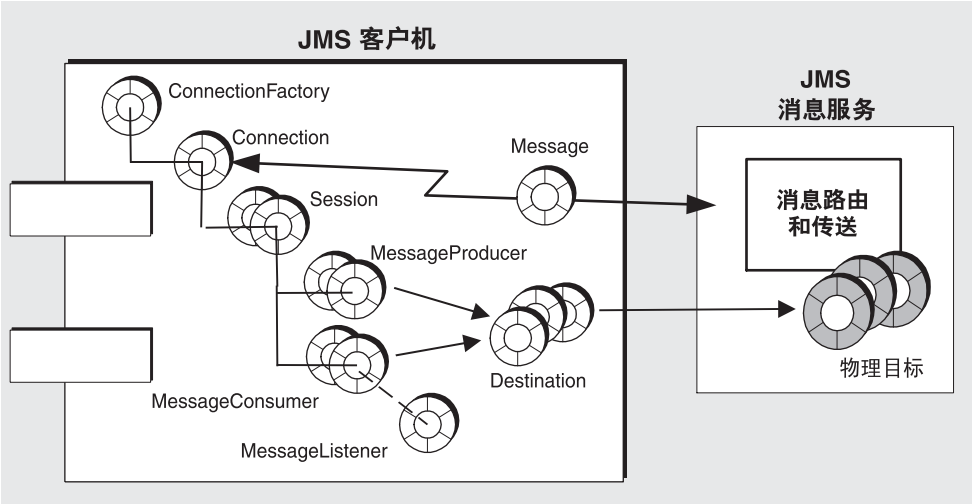 JMS 客户机
ConnectionFactory
Connection
Message
Session
MessageProducer
Destination
MessageConsumer
MessageListener
JMS
消息服务
消息路由
和传送
物理目标